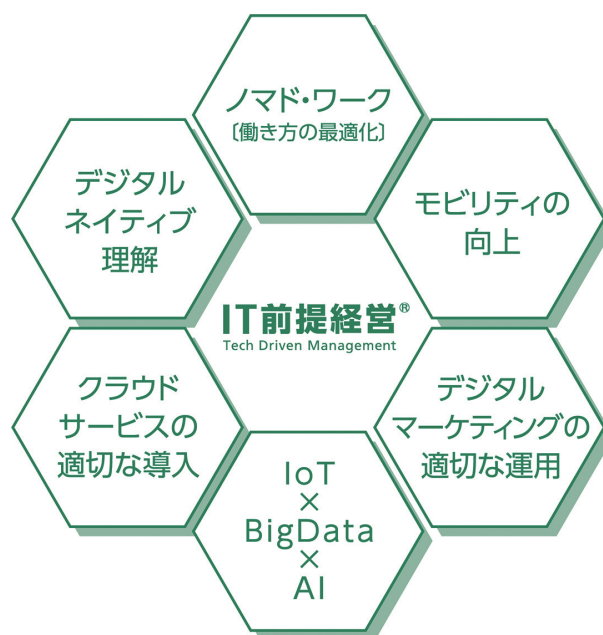 ノマド・ワーク
〔働き方の最適化〕
デジタル
ネイティブ
理解
モビリティの
向上
IT前提経営®
Tech Driven Management
クラウド
サービスの
適切な導入
デジタル
マーケティングの
適切な運用
IoT
×
BigData
×
AI